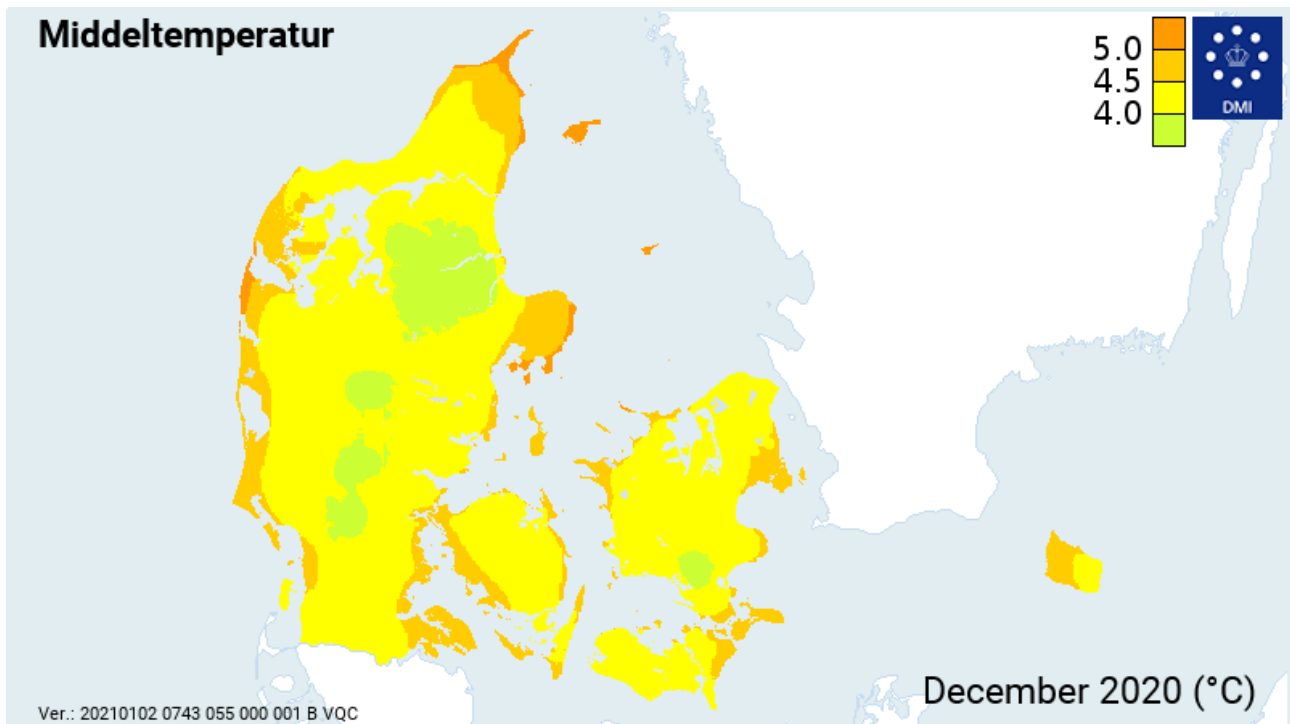 Middeltemperatur
5.0
4.5
4.0
DMI
December 2020 (°C)
Ver.: 20210102 0743 055 000 001 B VQC